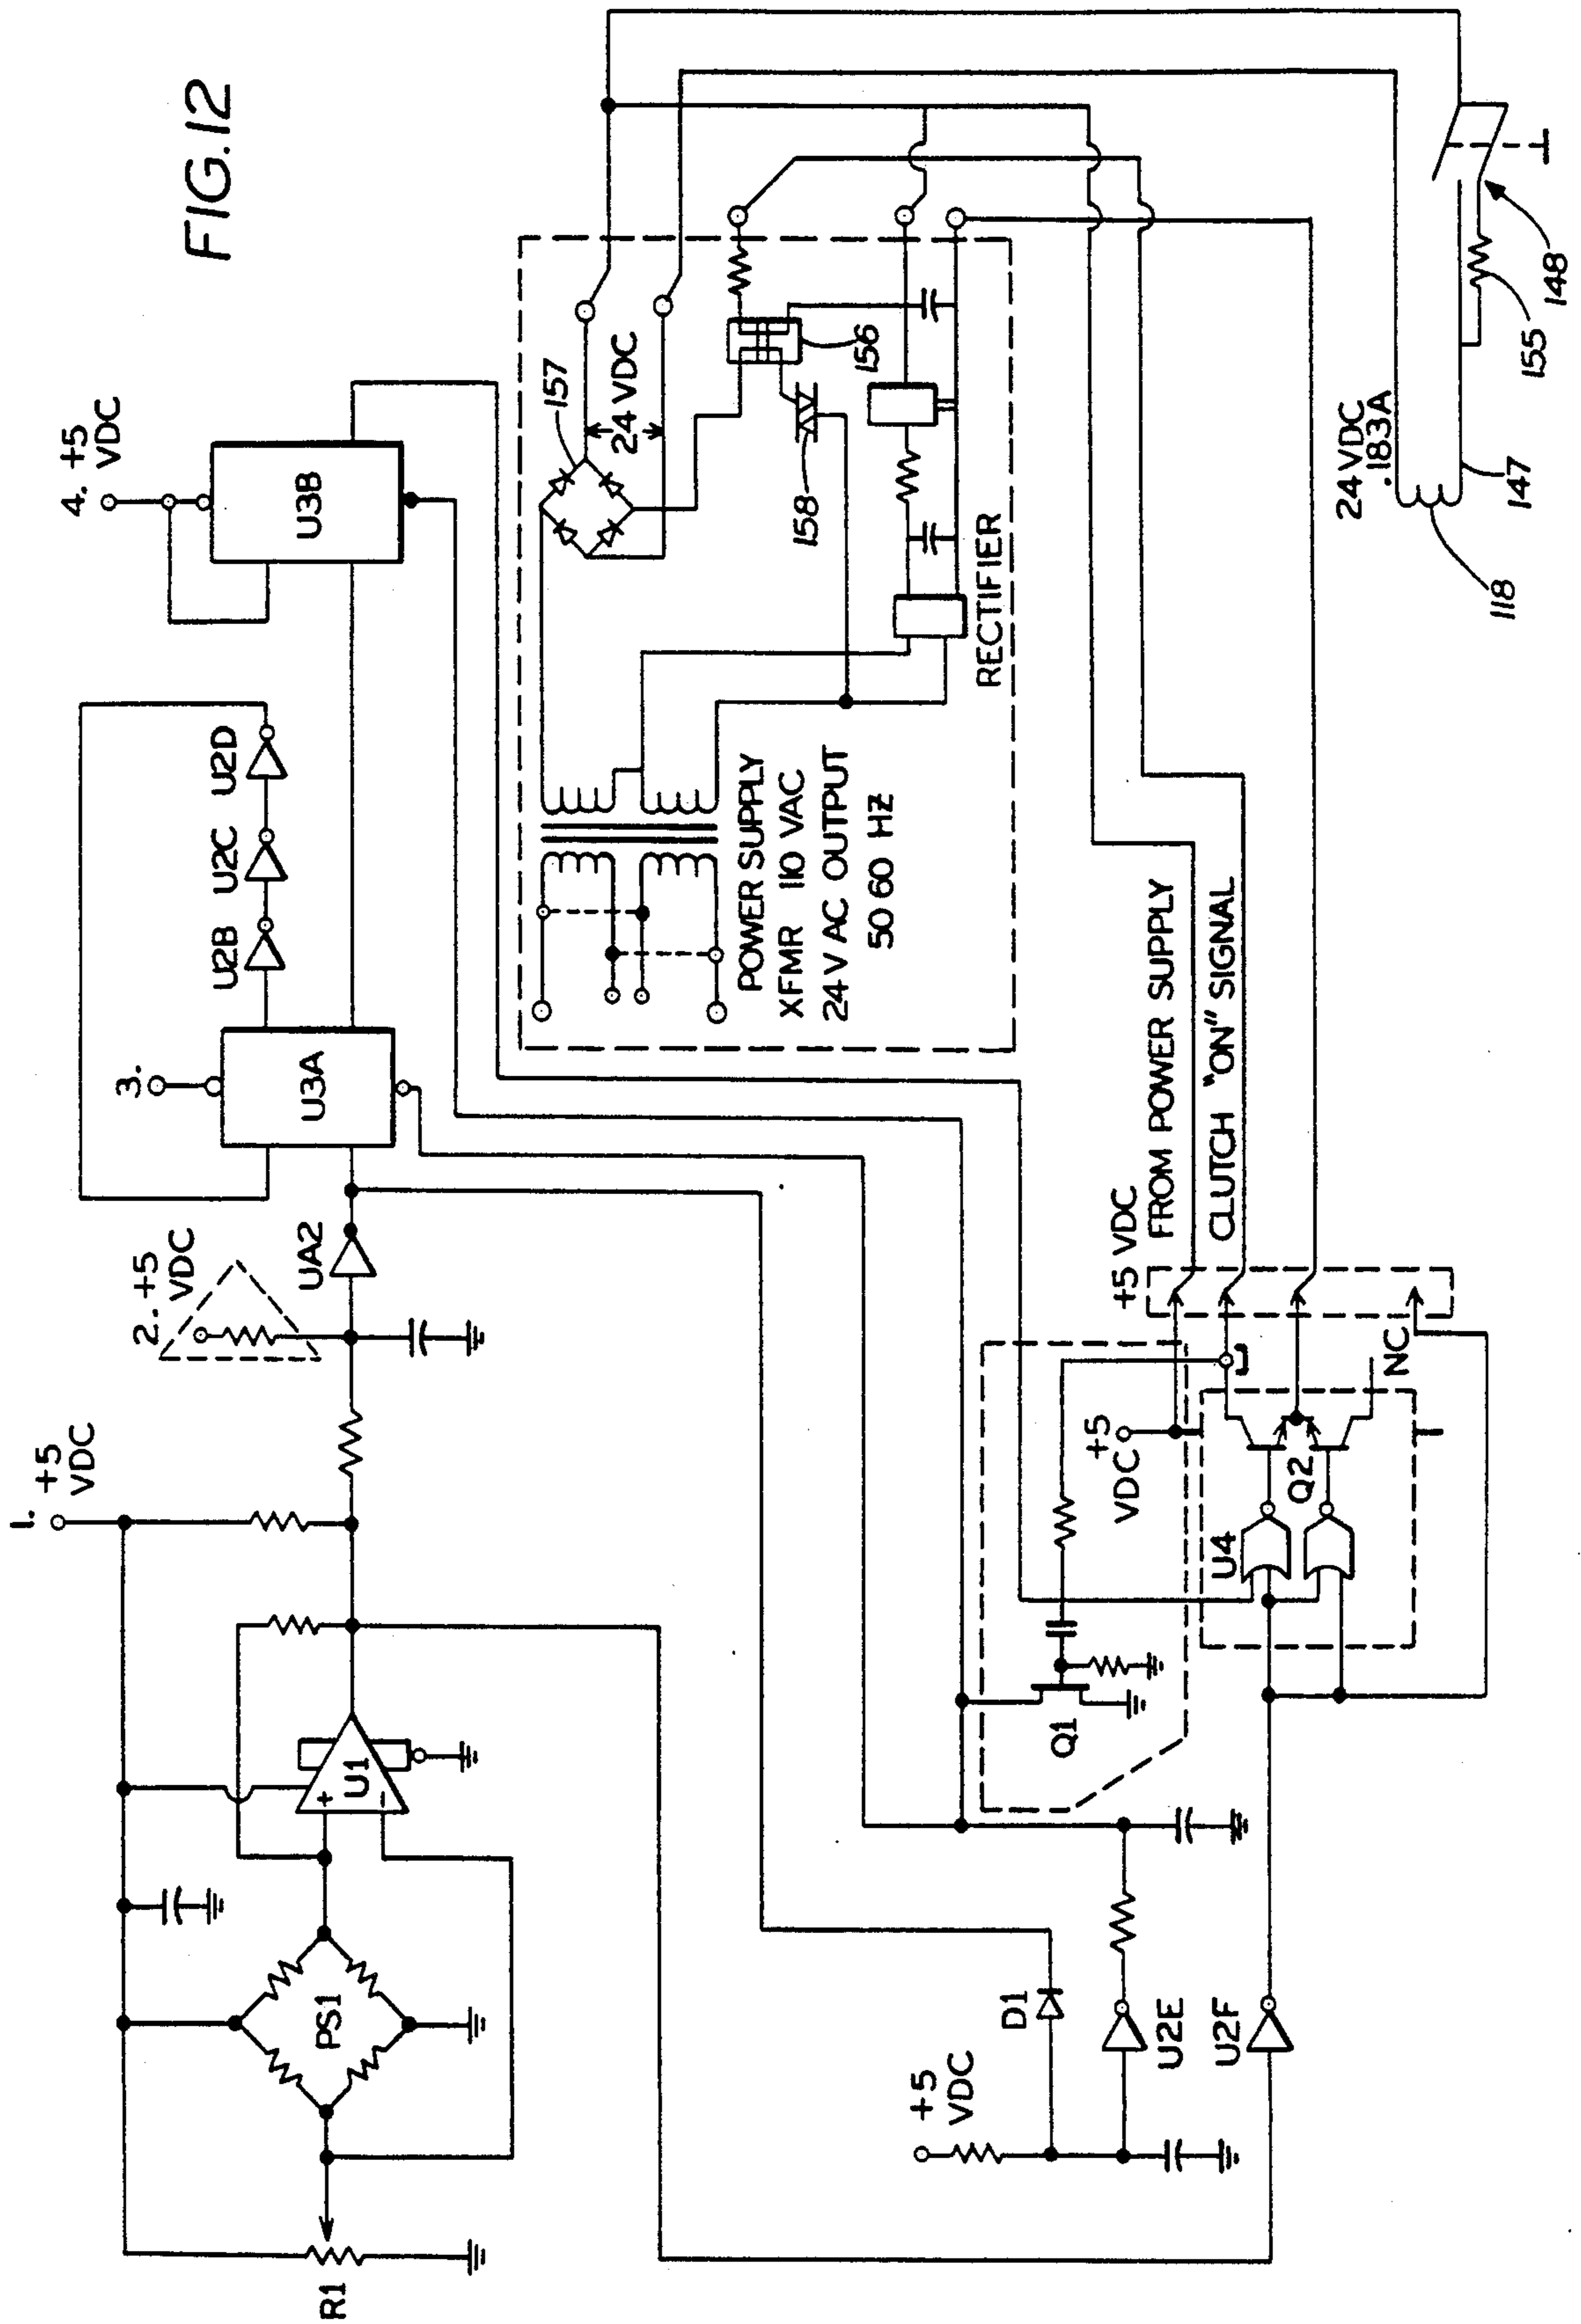 FIG.12
1. +5
VDC
2. +5
VDC
3.
4. +5
VDC
R1
PS1
+
-
U1
UA2
U3A
U2B U2C U2D
U3B
157
24 VDC
156
158
RECTIFIER
POWER SUPPLY
XFMR 110 VAC
24 V AC OUTPUT
50 60 HZ
+5
VDC
D1
U2E
U2F
Q1
+5
VDC
U4
Q2
NC
+5 VDC
FROM POWER SUPPLY
CLUTCH "ON" SIGNAL
24 VDC
.183A
118
147
155
148